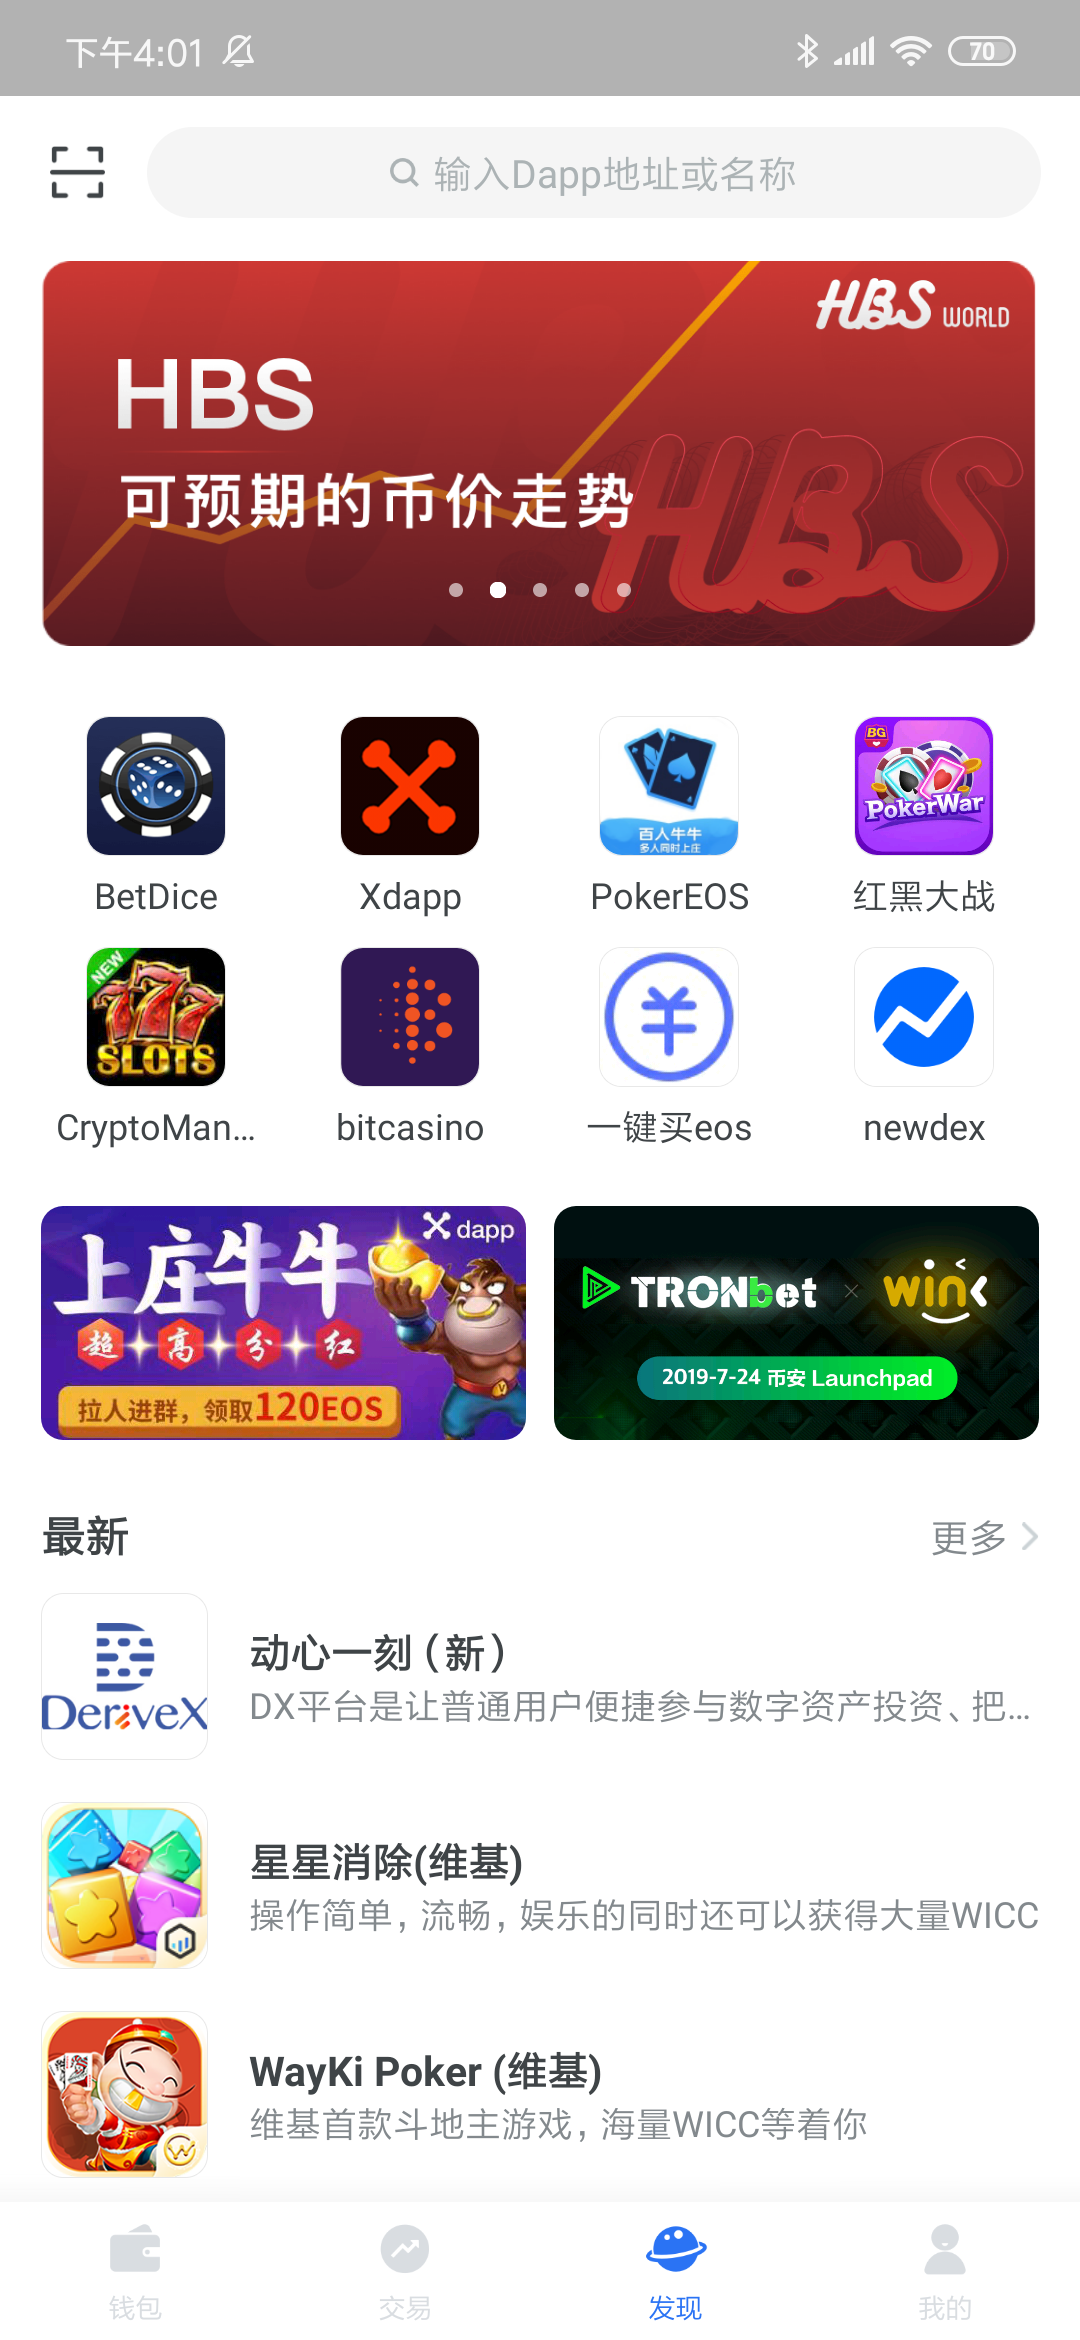 下午4:01
70
输入Dapp地址或名称
HBS WORLD
HBS
可预期的币价走势
HBS
百人牛牛
多人同时上庄
BG
PokerWar
BetDice
Xdapp
PokerEOS
红黑大战
NEW
777
SLOTS
CryptoMan...
bitcasino
一键买eos
newdex
dapp
上庄牛牛
超高分红
拉人进群，领取120EOS
TRONbet × WINk
2019-7-24 币安 Launchpad
最新
更多
DeriveX
动心一刻（新）
DX平台是让普通用户便捷参与数字资产投资、把...
星星消除(维基)
操作简单，流畅，娱乐的同时还可以获得大量WICC
WayKi Poker (维基)
维基首款斗地主游戏，海量WICC等着你
钱包
交易
发现
我的